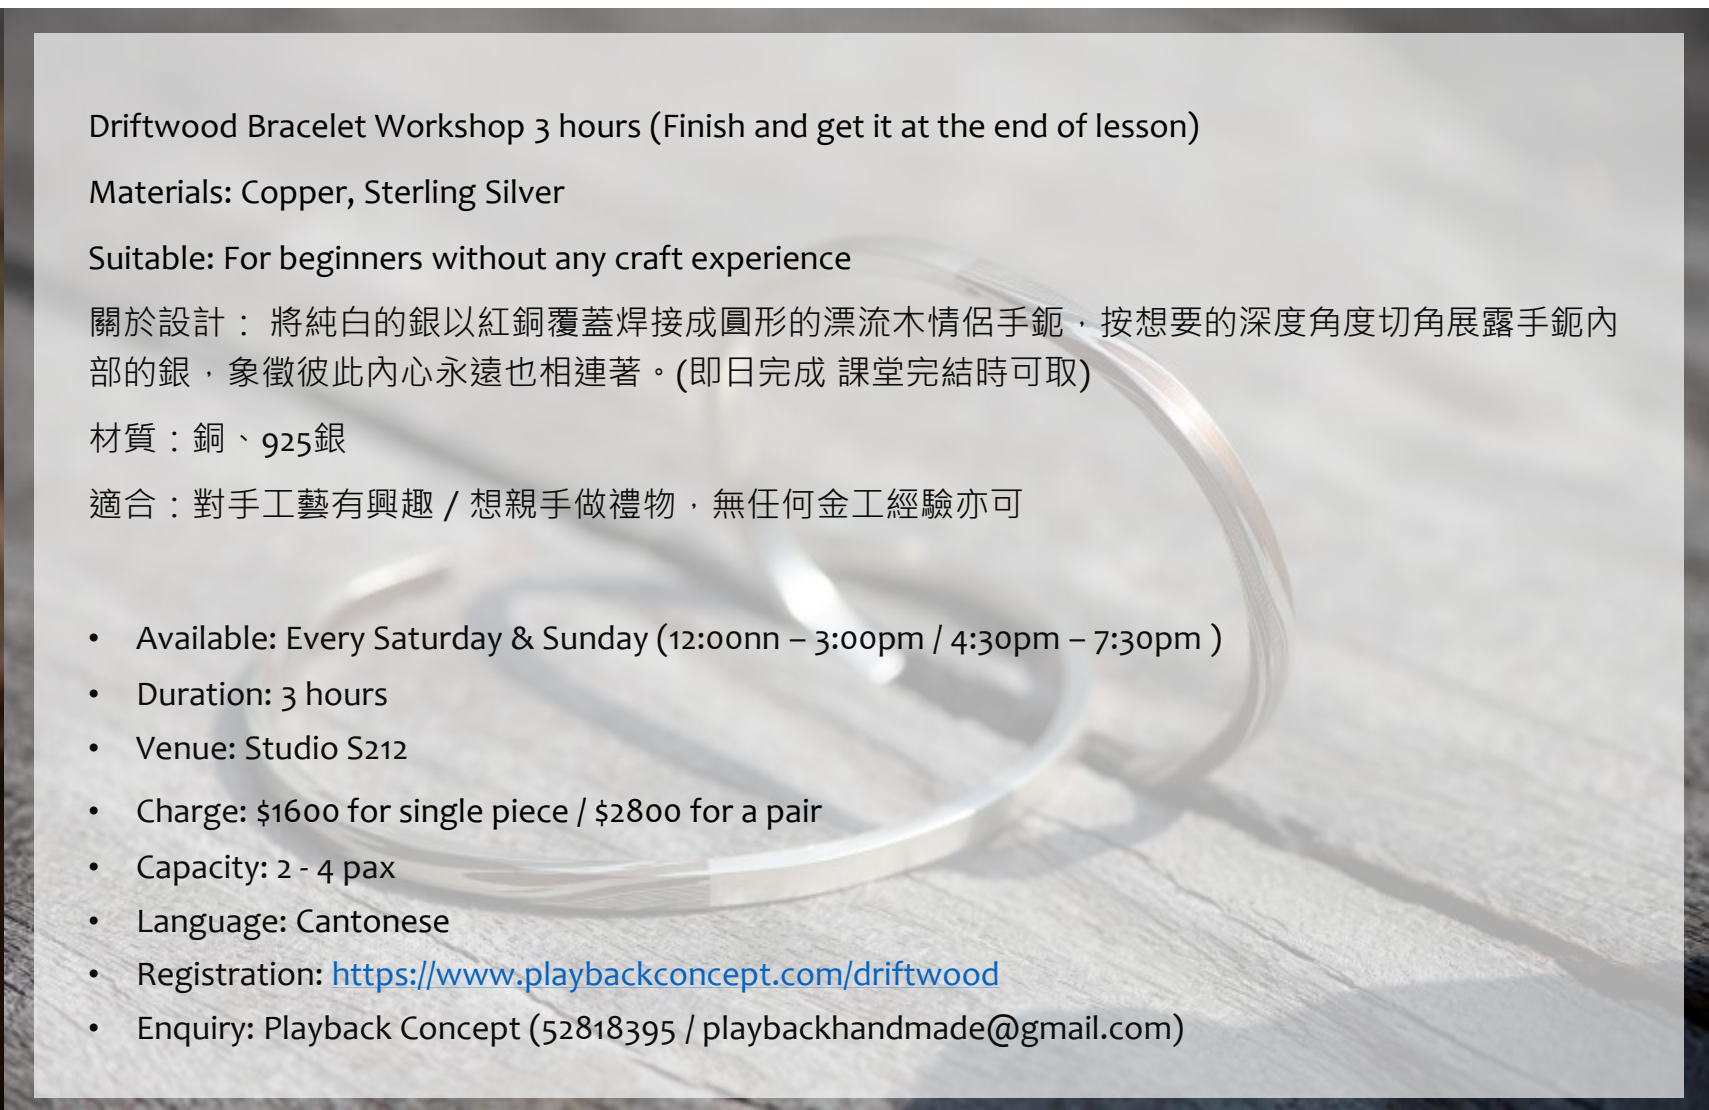 Driftwood Bracelet Workshop 3 hours (Finish and get it at the end of lesson)
Materials: Copper, Sterling Silver
Suitable: For beginners without any craft experience
關於設計： 將純白的銀以紅銅覆蓋焊接成圓形的漂流木情侶手鈪，按想要的深度角度切角展露手鈪內
部的銀，象徵彼此內心永遠也相連著。(即日完成 課堂完結時可取)
材質：銅、925銀
適合：對手工藝有興趣 / 想親手做禮物，無任何金工經驗亦可
• Available: Every Saturday & Sunday (12:00nn – 3:00pm / 4:30pm – 7:30pm )
• Duration: 3 hours
• Venue: Studio S212
• Charge: $1600 for single piece / $2800 for a pair
• Capacity: 2 - 4 pax
• Language: Cantonese
• Registration: https://www.playbackconcept.com/driftwood
• Enquiry: Playback Concept (52818395 / playbackhandmade@gmail.com)